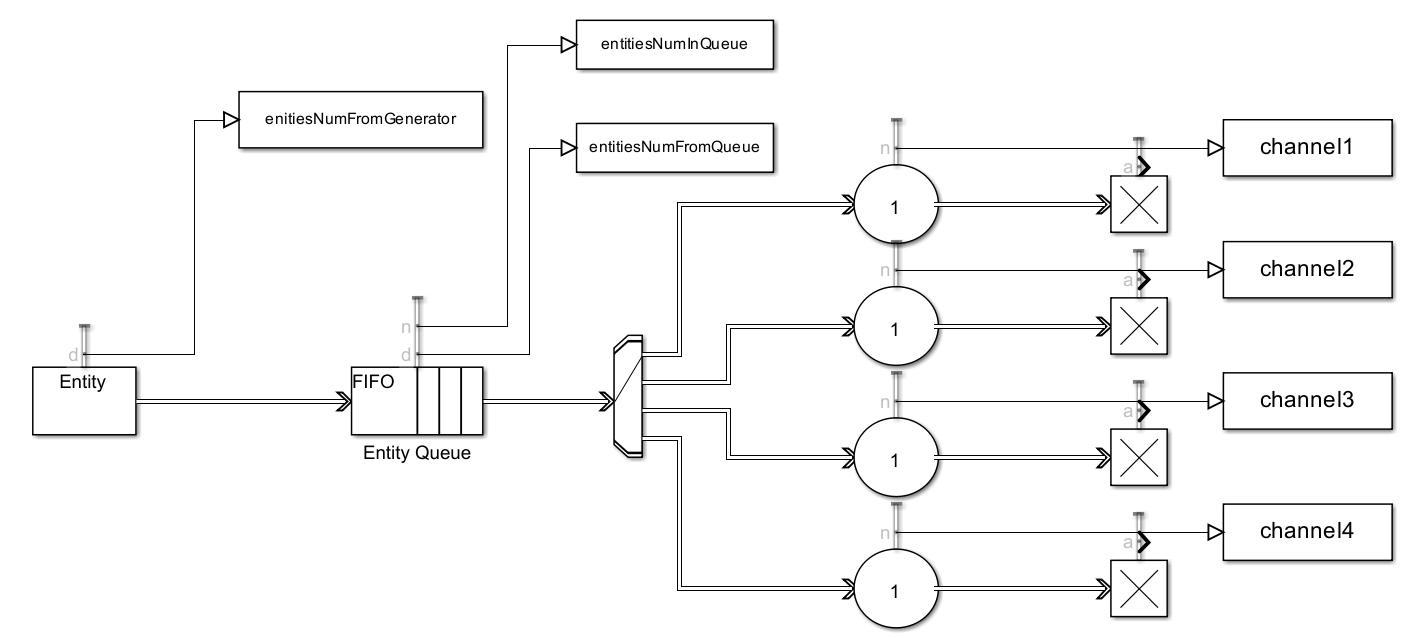 entitiesNumInQueue
enitiesNumFromGenerator
entitiesNumFromQueue
n
channel1
a
1
n
channel2
a
1
n
d
d
Entity
FIFO
Entity Queue
n
channel3
a
1
n
channel4
a
1